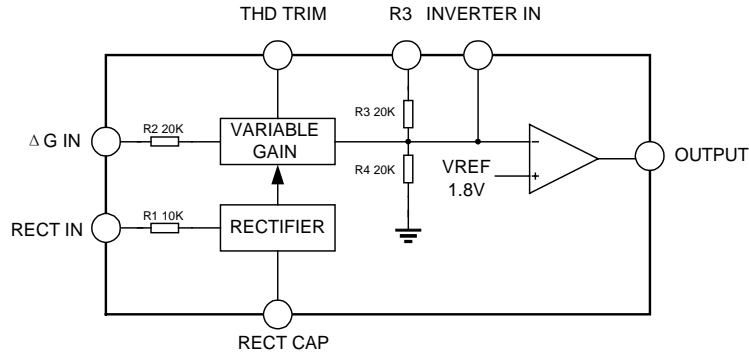 THD TRIM
R3 INVERTER IN
R3 20K
Δ G IN
R2 20K
VARIABLE
GAIN
−
OUTPUT
R4 20K
VREF
1.8V
+
RECT IN
R1 10K
RECTIFIER
RECT CAP